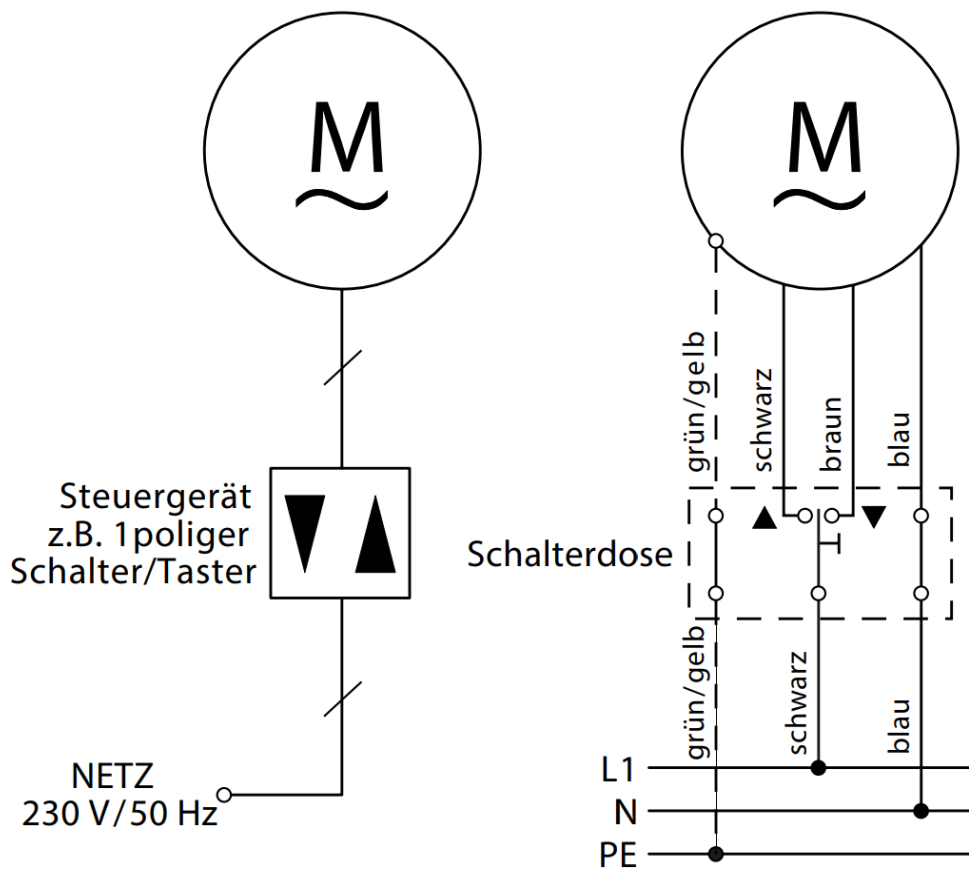 M
M
grün/gelb
schwarz
braun
blau
Steuergerät
z.B. 1poliger
Schalter/Taster
Schalterdose
grün/gelb
schwarz
blau
NETZ
230 V/50 Hz
L1
N
PE